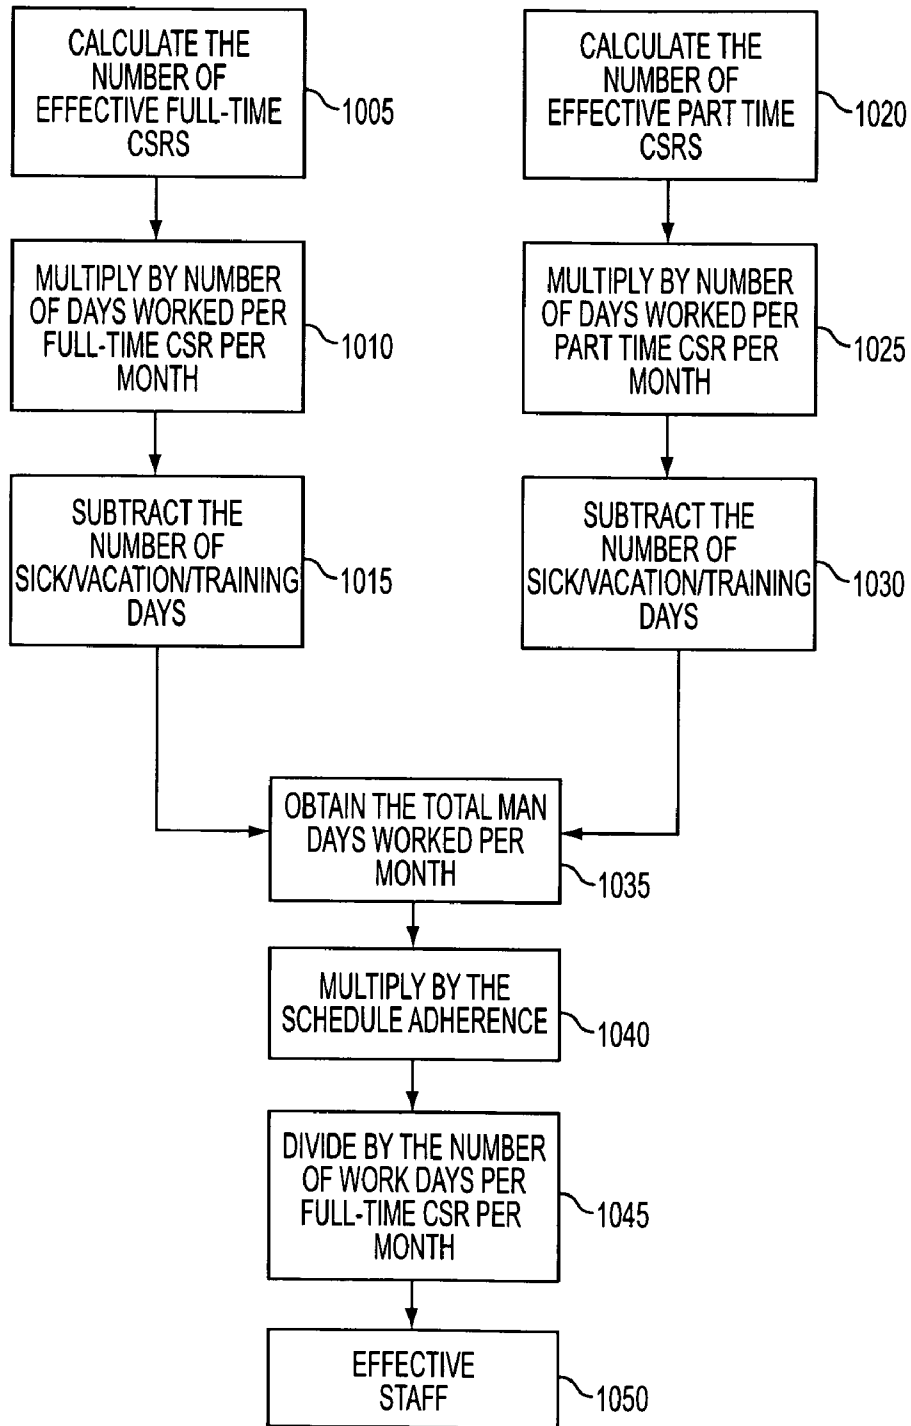 CALCULATE THE
NUMBER OF
EFFECTIVE FULL-TIME
CSRS
1005
MULTIPLY BY NUMBER
OF DAYS WORKED PER
FULL-TIME CSR PER
MONTH
1010
SUBTRACT THE
NUMBER OF
SICK/VACATION/TRAINING
DAYS
1015
CALCULATE THE
NUMBER OF
EFFECTIVE PART TIME
CSRS
1020
MULTIPLY BY NUMBER
OF DAYS WORKED PER
PART TIME CSR PER
MONTH
1025
SUBTRACT THE
NUMBER OF
SICK/VACATION/TRAINING
DAYS
1030
OBTAIN THE TOTAL MAN
DAYS WORKED PER
MONTH
1035
MULTIPLY BY THE
SCHEDULE ADHERENCE
1040
DIVIDE BY THE NUMBER
OF WORK DAYS PER
FULL-TIME CSR PER
MONTH
1045
EFFECTIVE
STAFF
1050